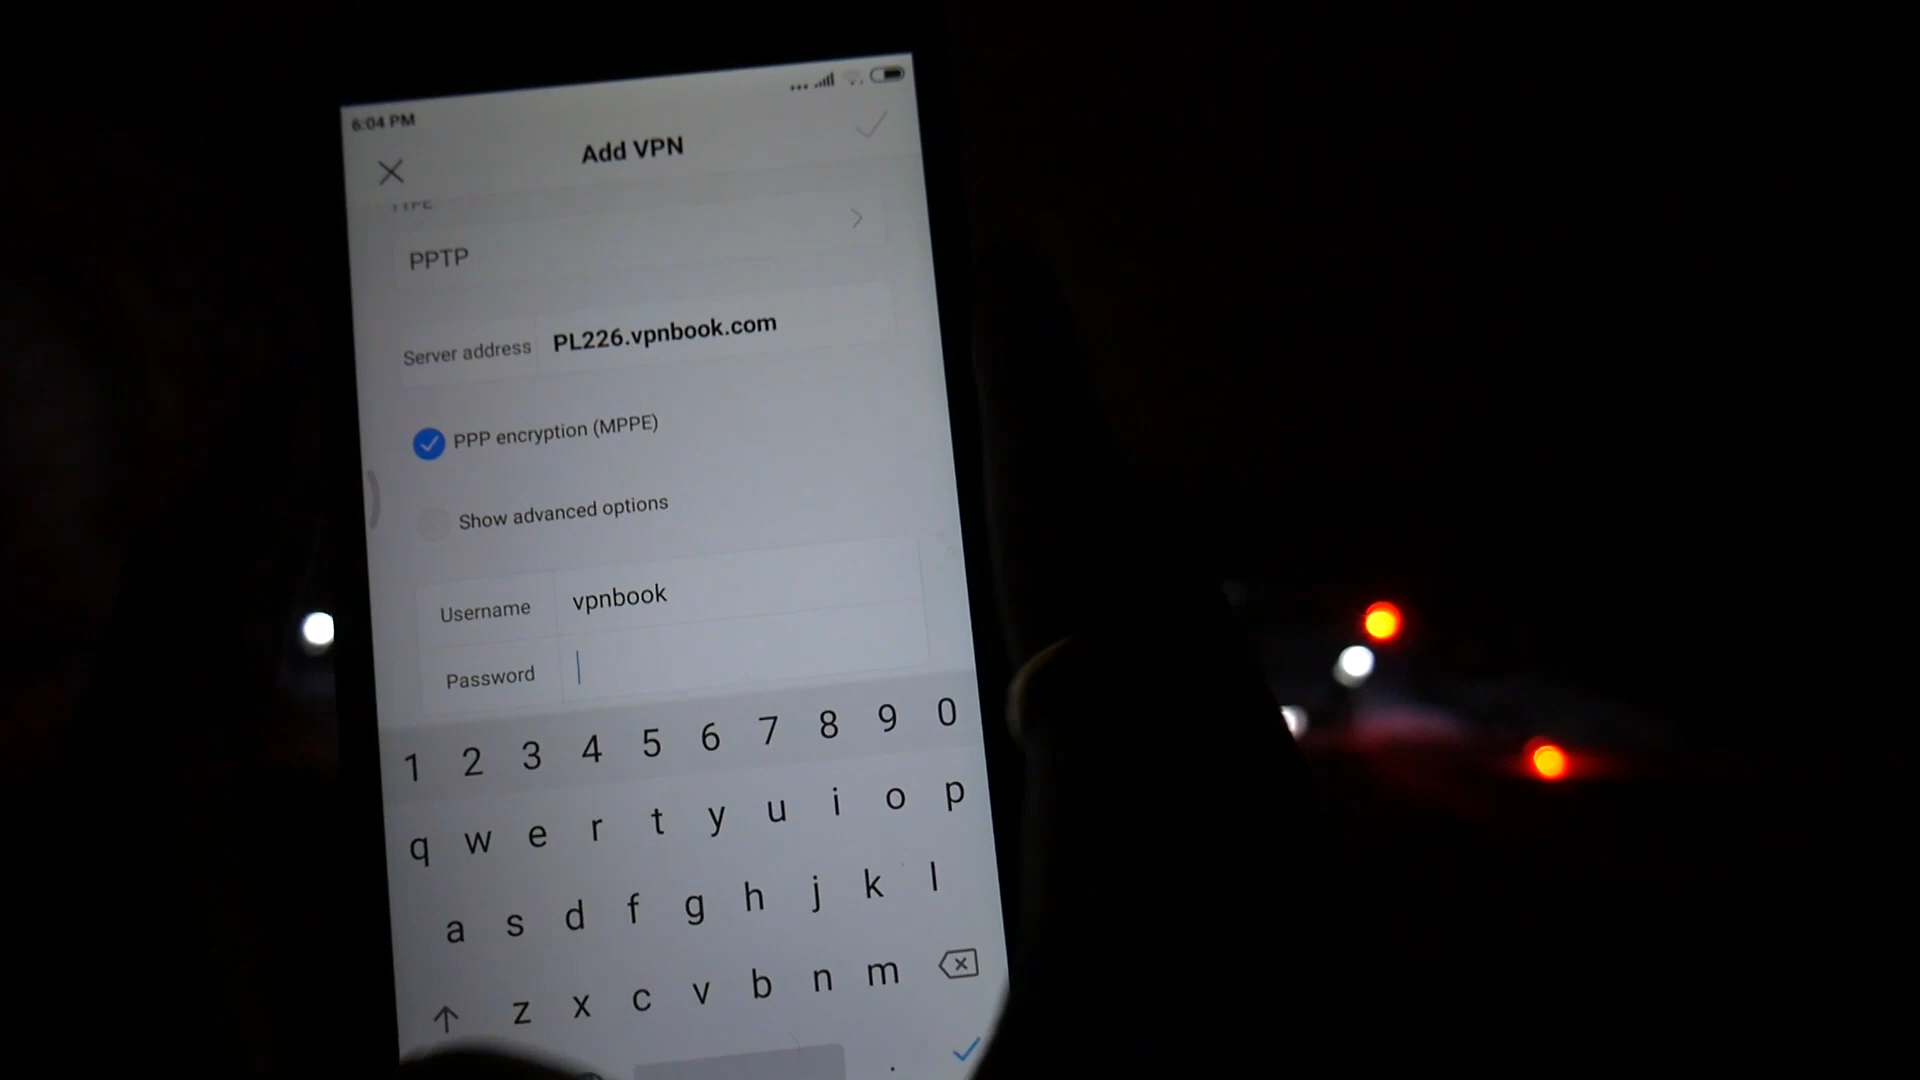 6:04 PM
Add VPN
TYPE
PPTP
Server address PL226.vpnbook.com
PPP encryption (MPPE)
Show advanced options
Username vpnbook
Password
1 2 3 4 5 6 7 8 9 0
q w e r t y u i o p
a s d f g h j k l
z x c v b n m
.